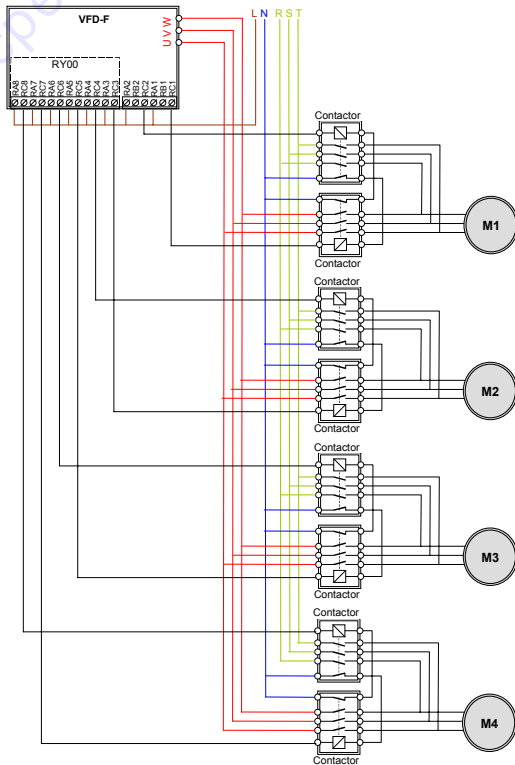 VFD-F
U V W
L N R S T
RY00
RA8 RC8 RA7 RC7 RA6 RC6 RA5 RC5 RA4 RC4 RA3 RC3 RA2 RB2 RC2 RA1 RB1 RC1
Contactor
M1
Contactor
Contactor
M2
Contactor
Contactor
M3
Contactor
Contactor
M4
Contactor